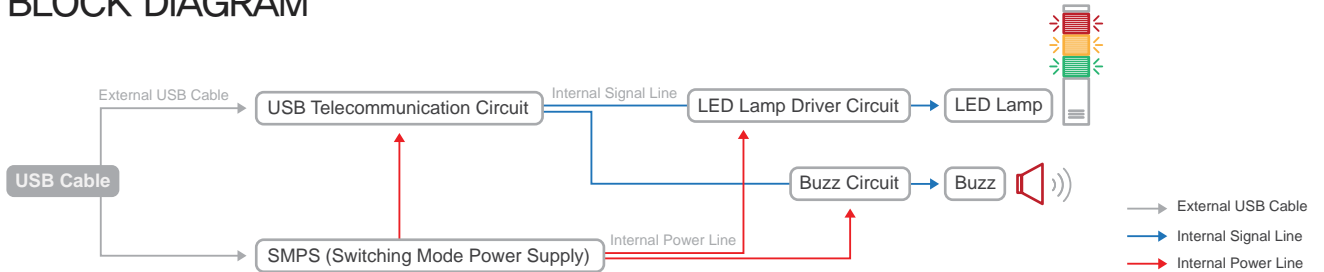 BLOCK DIAGRAM
External USB Cable
Internal Signal Line
USB Telecommunication Circuit
LED Lamp Driver Circuit
LED Lamp
USB Cable
Buzz Circuit
Buzz
Internal Power Line
SMPS (Switching Mode Power Supply)
External USB Cable
Internal Signal Line
Internal Power Line